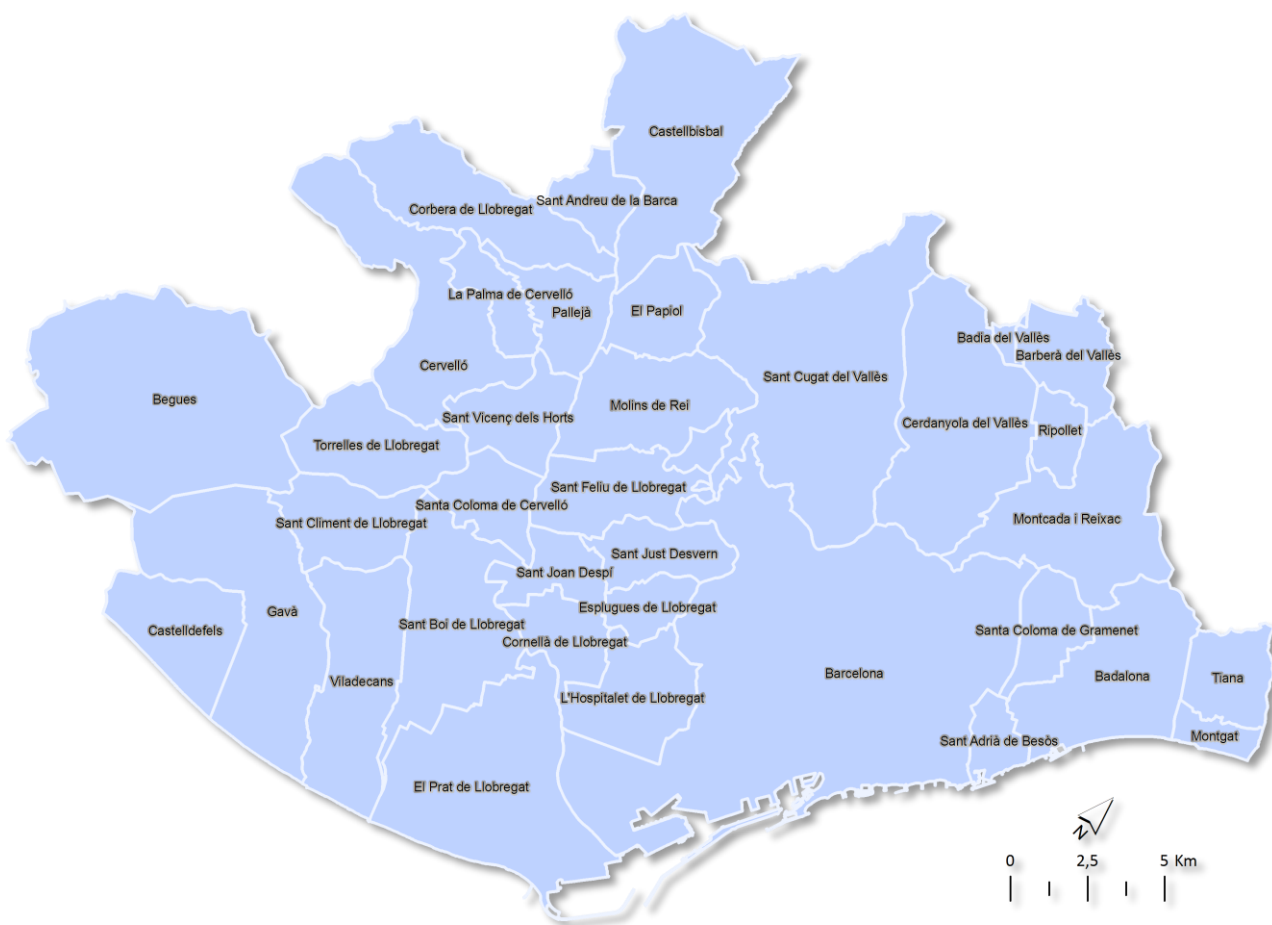 Castellbisbal
Sant Andreu de la Barca
Corbera de Llobregat
La Palma de Cervelló
Pallejà
El Papiol
Badia del Vallès
Barberà del Vallès
Cervelló
Sant Cugat del Vallès
Begues
Molins de Rei
Sant Vicenç dels Horts
Cerdanyola del Vallès
Ripollet
Torrelles de Llobregat
Sant Feliu de Llobregat
Santa Coloma de Cervelló
Sant Climent de Llobregat
Montcada i Reixac
Sant Just Desvern
Sant Joan Despí
Gavà
Esplugues de Llobregat
Castelldefels
Sant Boi de Llobregat
Cornellà de Llobregat
Santa Coloma de Gramenet
Barcelona
Badalona
Tiana
Viladecans
L'Hospitalet de Llobregat
Sant Adrià de Besòs
Montgat
El Prat de Llobregat
N
0 2,5 5 Km